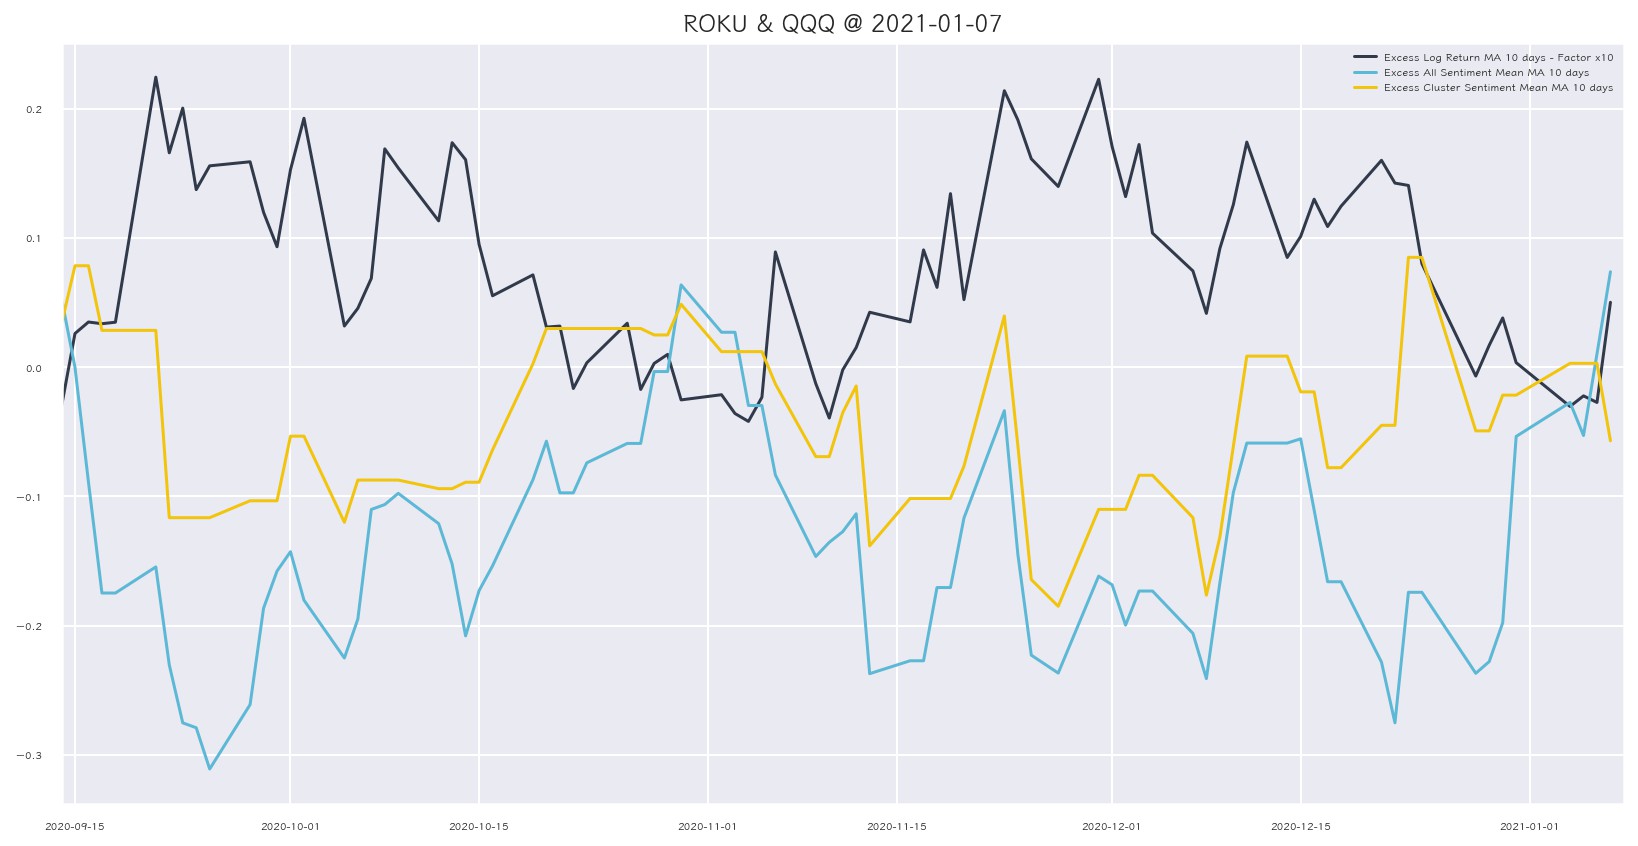 ROKU & QQQ @ 2021-01-07
Excess Log Return MA 10 days - Factor x10
Excess All Sentiment Mean MA 10 days
Excess Cluster Sentiment Mean MA 10 days
0.2
0.1
0.0
−0.1
−0.2
−0.3
2020-09-15 2020-10-01 2020-10-15 2020-11-01 2020-11-15 2020-12-01 2020-12-15 2021-01-01